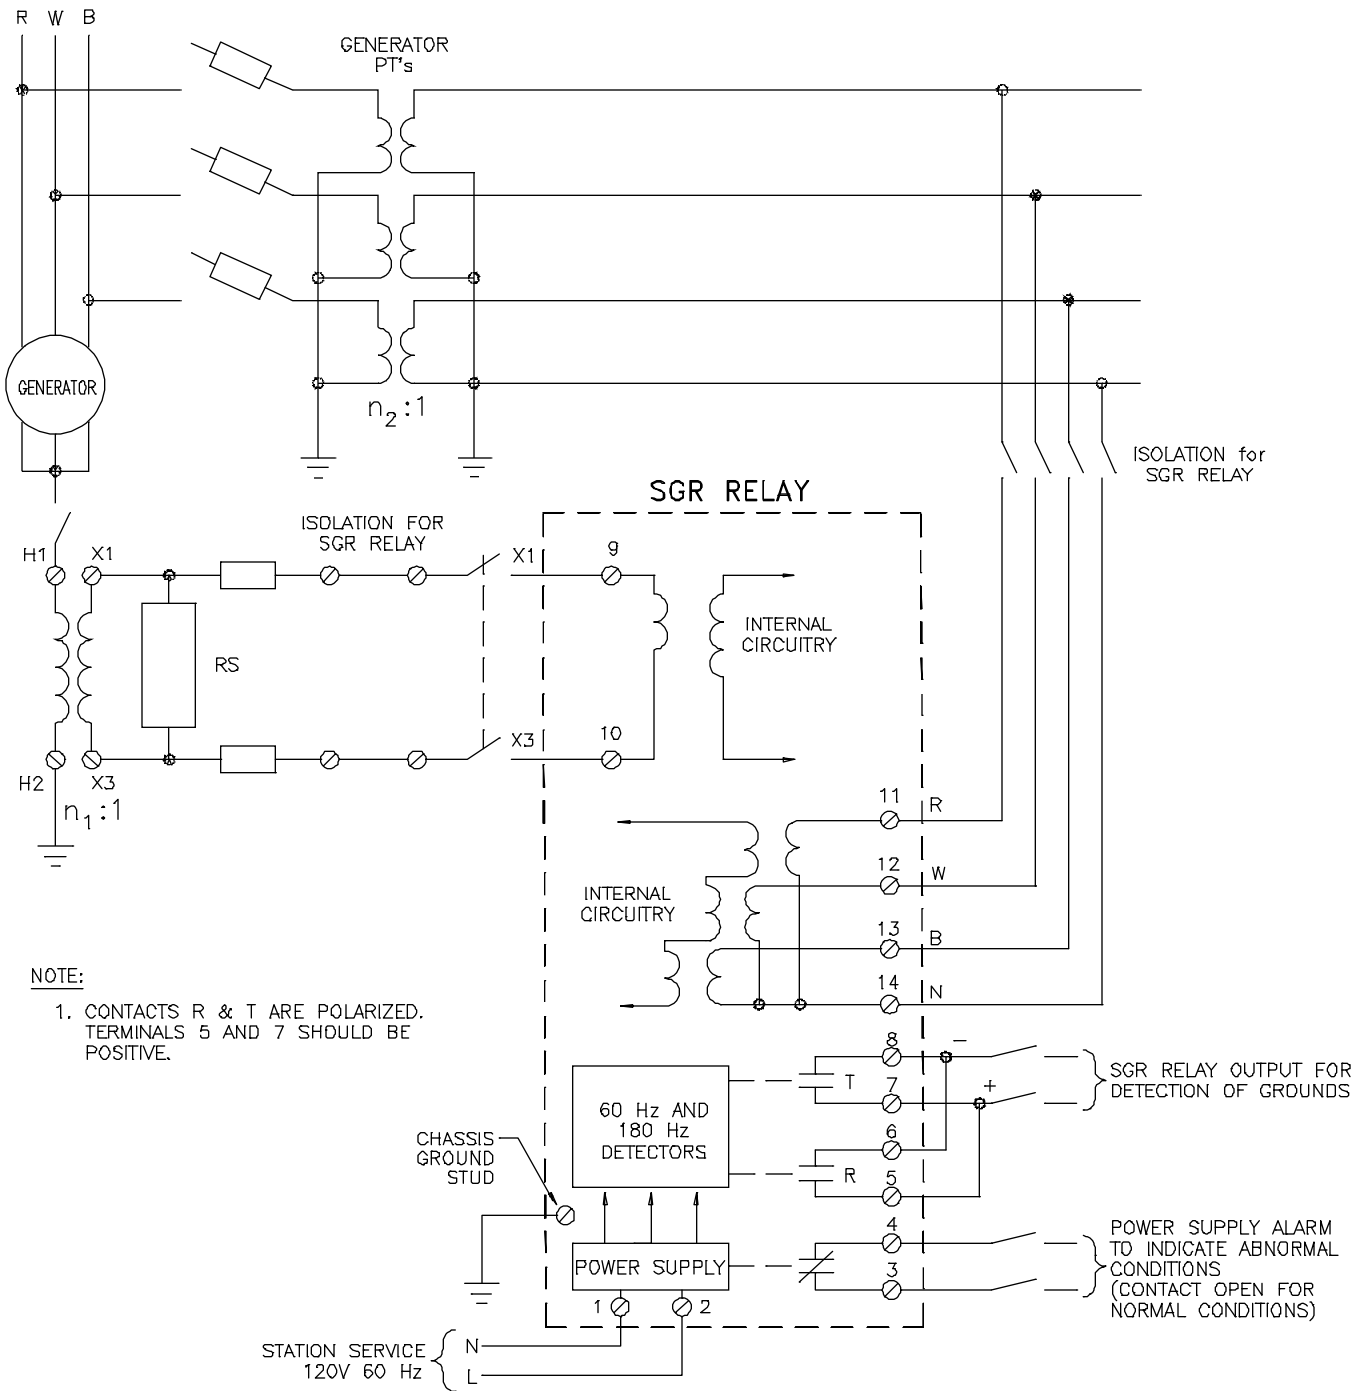 R W B
GENERATOR
PT's
GENERATOR
n2:1
ISOLATION for
SGR RELAY
SGR RELAY
ISOLATION FOR
SGR RELAY
H1 X1
X1
9
INTERNAL
CIRCUITRY
RS
X3
10
H2 X3
n1:1
11
R
12
W
INTERNAL
CIRCUITRY
13
B
14
N
NOTE:
1. CONTACTS R & T ARE POLARIZED.
TERMINALS 5 AND 7 SHOULD BE
POSITIVE.
8
−
T
7
+
SGR RELAY OUTPUT FOR
DETECTION OF GROUNDS
60 Hz AND
180 Hz
DETECTORS
6
R
5
CHASSIS
GROUND
STUD
4
3
POWER SUPPLY
POWER SUPPLY ALARM
TO INDICATE ABNORMAL
CONDITIONS
(CONTACT OPEN FOR
NORMAL CONDITIONS)
1 2
STATION SERVICE
120V 60 Hz
N
L